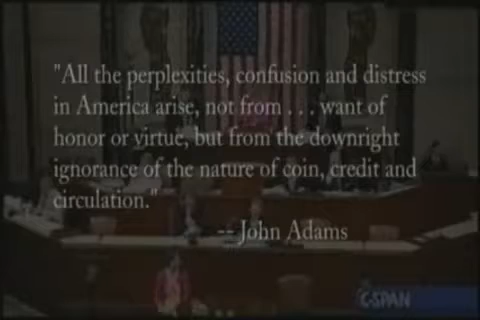 "All the perplexities, confusion and distress
in America arise, not from . . . want of
honor or virtue, but from the downright
ignorance of the nature of coin, credit and
circulation."
-- John Adams
C-SPAN